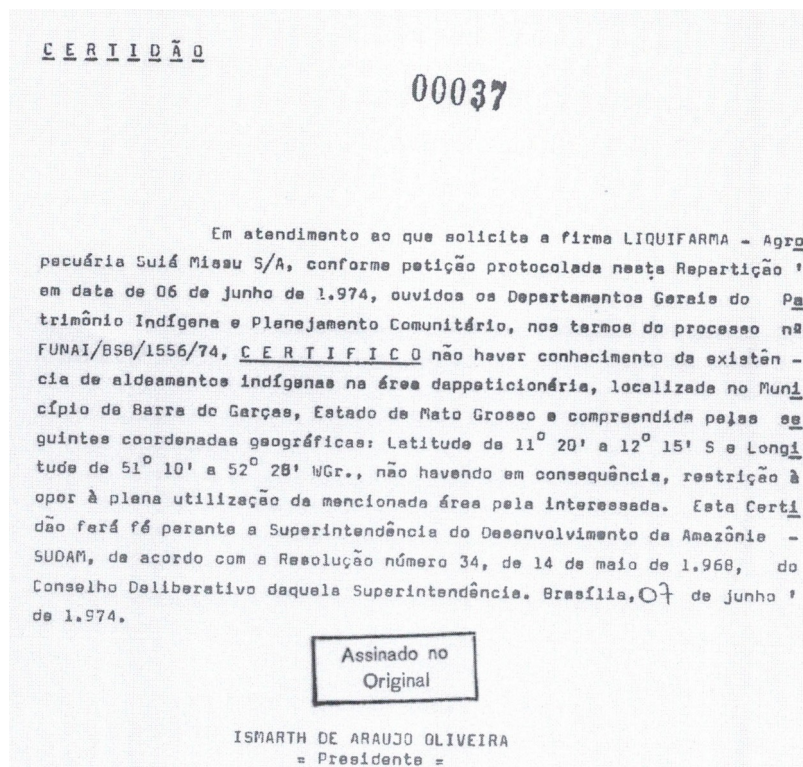 CERTIDÃO
00037
Em atendimento ao que solicita a firma LIQUIFARMA - Agro
pecuária Suiá Missu S/A, conforme petição protocolada nesta Repartição '
em data de 06 de junho de 1.974, ouvidos os Departamentos Gerais do Pa
trimônio Indígena e Planejamento Comunitário, nos termos do processo nº
FUNAI/BSB/1556/74, C E R T I F I C O não haver conhecimento da existên -
cia de aldeamentos indígenas na área dappeticionária, localizada no Muni
cípio de Barra do Garças, Estado de Mato Grosso e compreendida pelas se
guintes coordenadas geográficas: Latitude de 11º 20' a 12º 15' S e Longi
tude de 51º 10' a 52º 28' WGr., não havendo em consequência, restrição à
opor à plena utilização da mencionada área pela interessada. Esta Certi
dão fará fé perante a Superintendência do Desenvolvimento da Amazônia -
SUDAM, de acordo com a Resolução número 34, de 14 de maio de 1.968, do
Conselho Deliberativo daquela Superintendência. Brasília, 07 de junho '
de 1.974.
Assinado no
Original
ISMARTH DE ARAUJO OLIVEIRA
= Presidente =